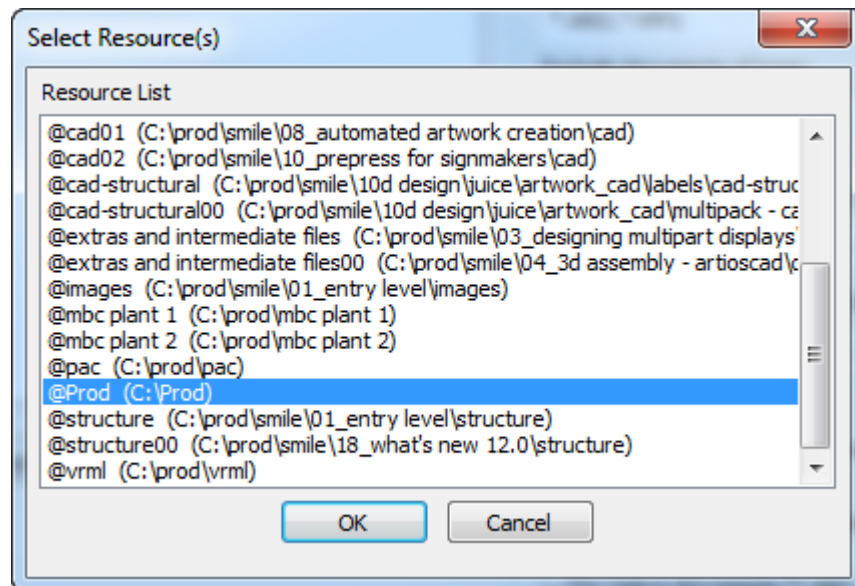 Select Resource(s)
Resource List
@cad01 (C:\prod\smile\08_automated artwork creation\cad)
@cad02 (C:\prod\smile\10_prepress for signmakers\cad)
@cad-structural (C:\prod\smile\10d design\juice\artwork_cad\labels\cad-struc
@cad-structural00 (C:\prod\smile\10d design\juice\artwork_cad\multipack - ca
@extras and intermediate files (C:\prod\smile\03_designing multipart displays\
@extras and intermediate files00 (C:\prod\smile\04_3d assembly - artioscad\c
@images (C:\prod\smile\01_entry level\images)
@mbc plant 1 (C:\prod\mbc plant 1)
@mbc plant 2 (C:\prod\mbc plant 2)
@pac (C:\prod\pac)
@Prod (C:\Prod)
@structure (C:\prod\smile\01_entry level\structure)
@structure00 (C:\prod\smile\18_what's new 12.0\structure)
@vrml (C:\prod\vrml)
OK Cancel